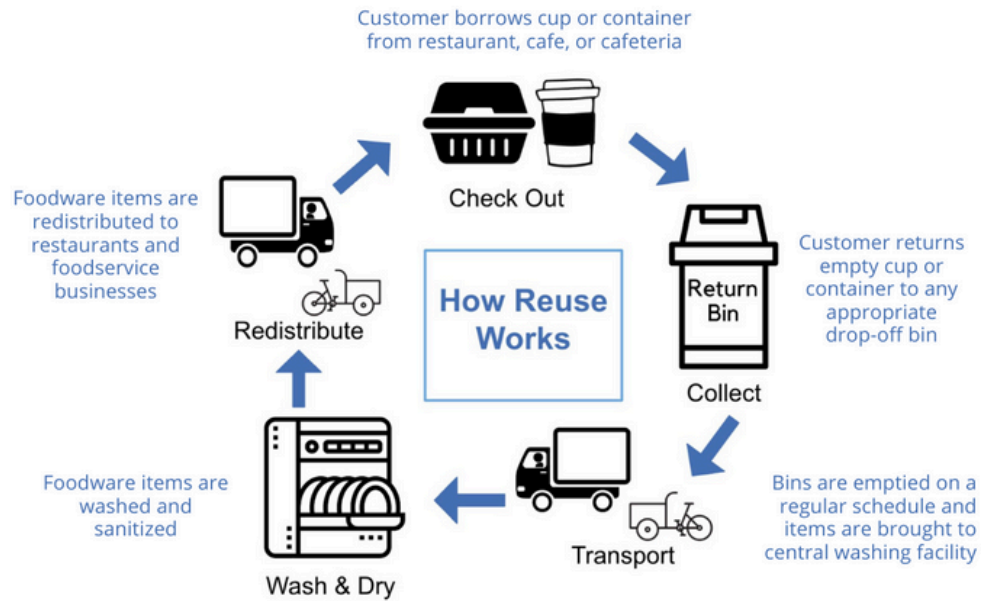 Customer borrows cup or container
from restaurant, cafe, or cafeteria
Check Out
Customer returns
empty cup or
container to any
appropriate
drop-off bin
Return
Bin
Collect
Bins are emptied on a
regular schedule and
items are brought to
central washing facility
Transport
Foodware items are
washed and
sanitized
Wash & Dry
Foodware items are
redistributed to
restaurants and
foodservice
businesses
Redistribute
How Reuse
Works